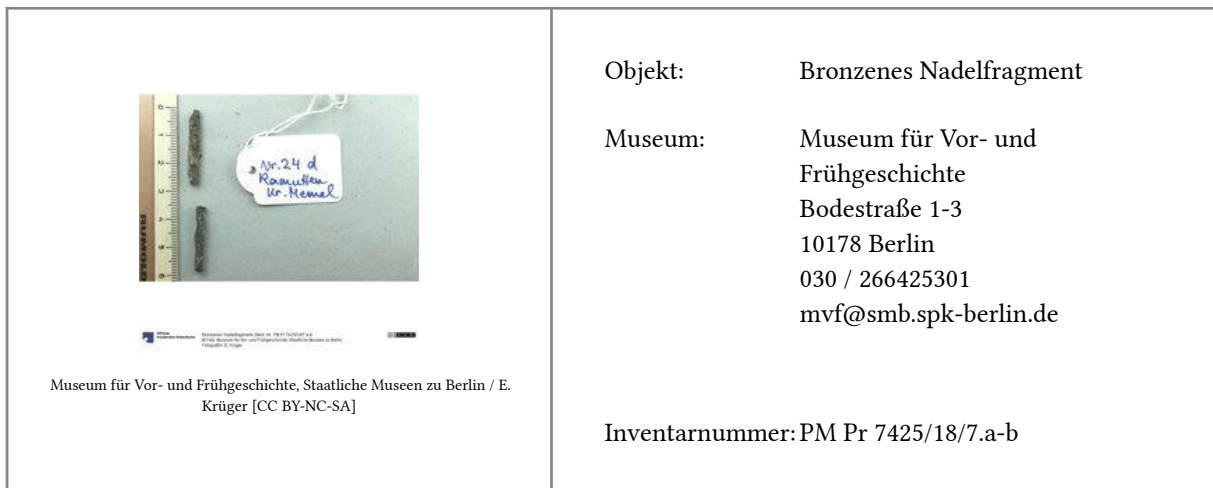 Nr. 24 d
Ramutten
Kr. Memel
Museum für Vor- und Frühgeschichte, Staatliche Museen zu Berlin / E.
Krüger [CC BY-NC-SA]
Objekt: Bronzenes Nadelfragment
Museum: Museum für Vor- und
Frühgeschichte
Bodestraße 1-3
10178 Berlin
030 / 266425301
mvf@smb.spk-berlin.de
Inventarnummer: PM Pr 7425/18/7.a-b